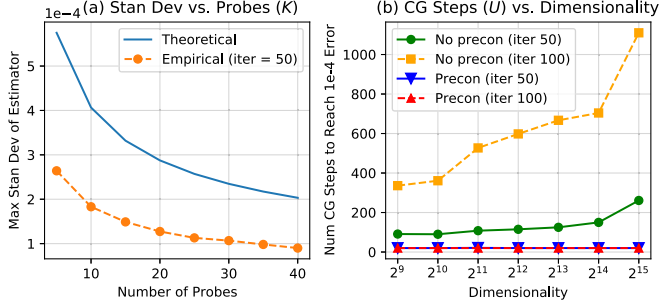 1e−4
(a) Stan Dev vs. Probes (K)
Theoretical
Empirical (iter = 50)
Max Stan Dev of Estimator
5
4
3
2
1
10
20
30
40
Number of Probes
(b) CG Steps (U) vs. Dimensionality
No precon (iter 50)
No precon (iter 100)
Precon (iter 50)
Precon (iter 100)
Num CG Steps to Reach 1e-4 Error
1000
800
600
400
200
0
2^9
2^10
2^11
2^12
2^13
2^14
2^15
Dimensionality